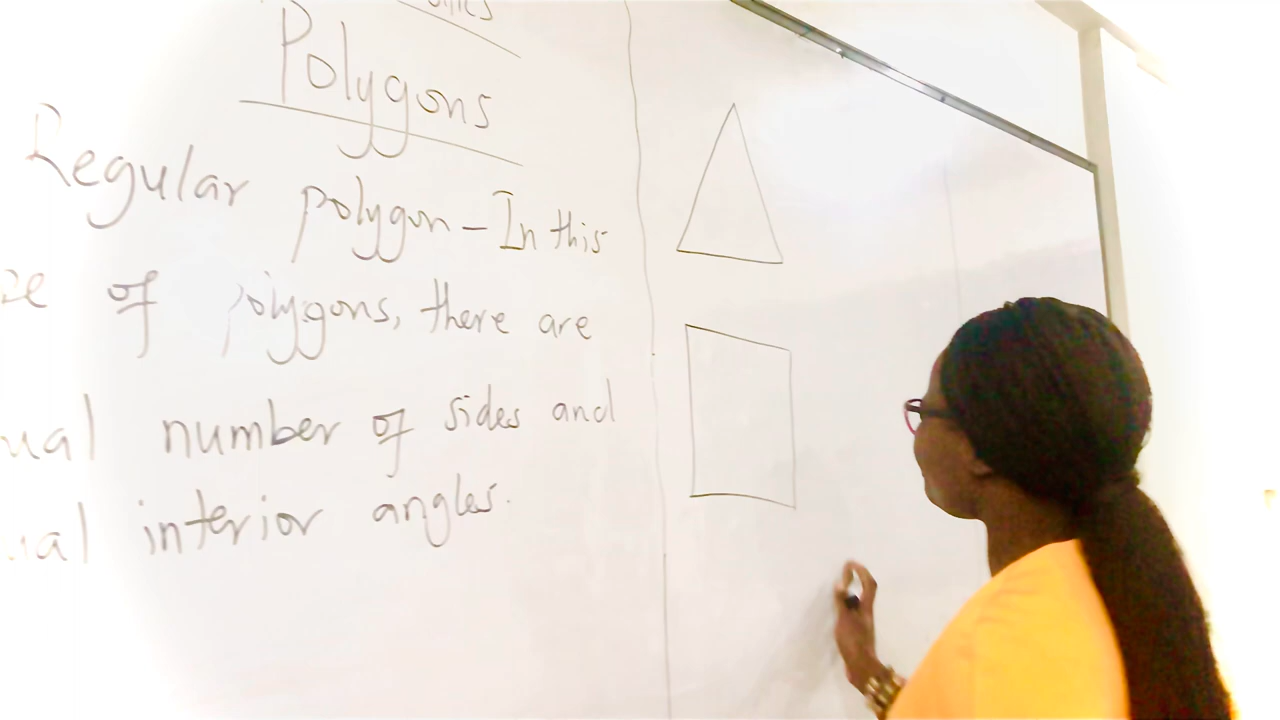 Polygons
Regular polygon - In this
of polygons, there are
number of sides and
interior angles.